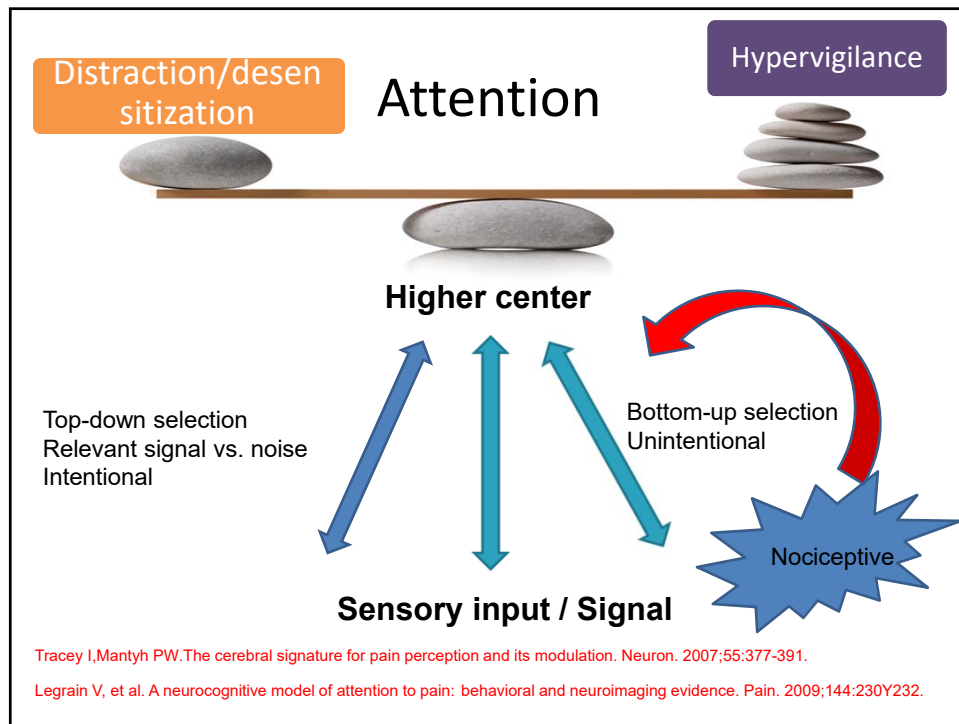 Distraction/desen
sitization
Attention
Hypervigilance
Higher center
Top-down selection
Relevant signal vs. noise
Intentional
Bottom-up selection
Unintentional
Nociceptive
Sensory input / Signal
Tracey I,Mantyh PW.The cerebral signature for pain perception and its modulation. Neuron. 2007;55:377-391.
Legrain V, et al. A neurocognitive model of attention to pain: behavioral and neuroimaging evidence. Pain. 2009;144:230Y232.